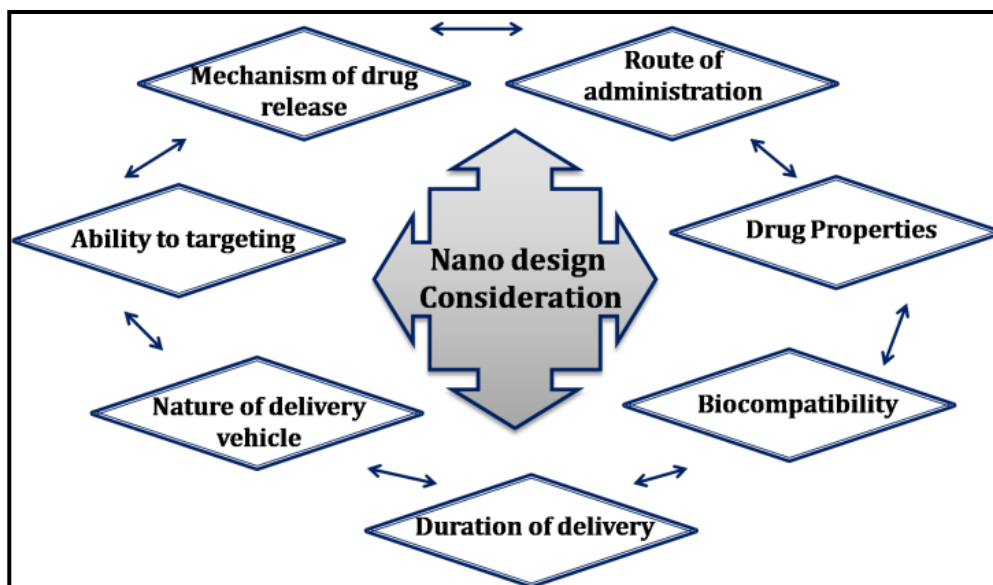 Mechanism of drug
release
Route of
administration
Ability to targeting
Drug Properties
Nano design
Consideration
Nature of delivery
vehicle
Biocompatibility
Duration of delivery